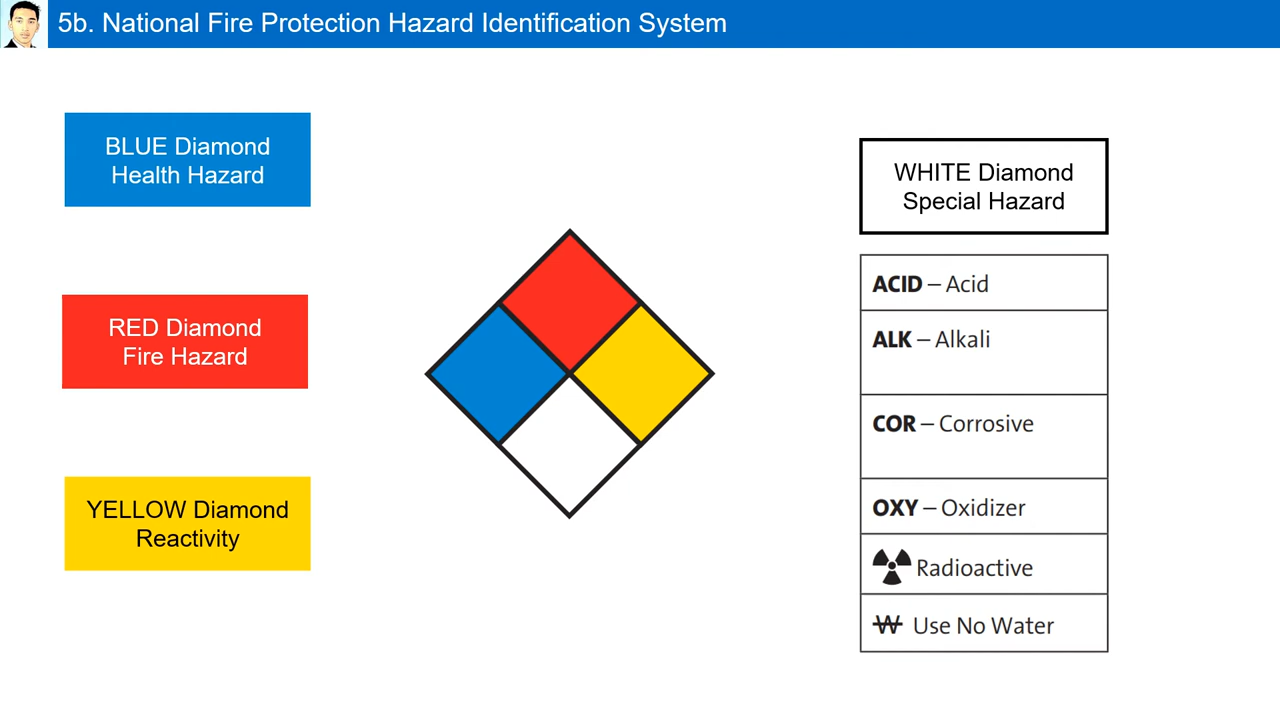 5b. National Fire Protection Hazard Identification System
BLUE Diamond
Health Hazard
RED Diamond
Fire Hazard
YELLOW Diamond
Reactivity
WHITE Diamond
Special Hazard
ACID – Acid
ALK – Alkali
COR – Corrosive
OXY – Oxidizer
Radioactive
W Use No Water